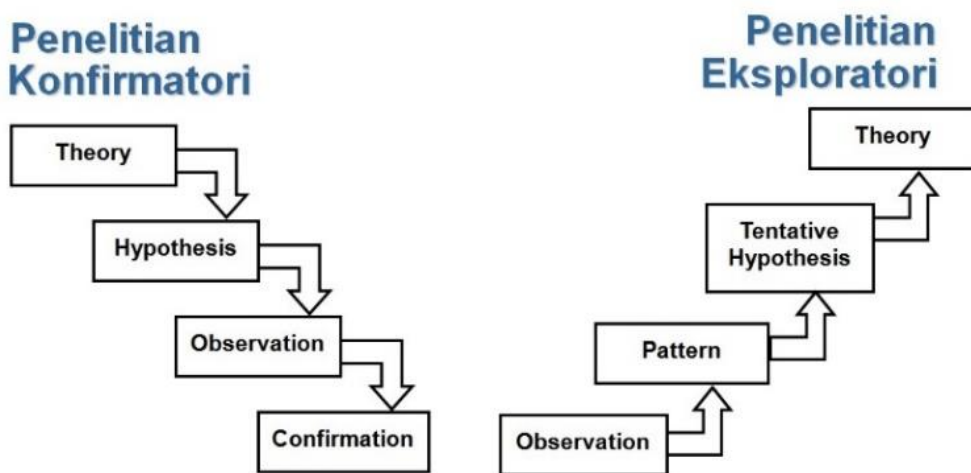 Penelitian
Konfirmatori
Theory
Hypothesis
Observation
Confirmation
Penelitian
Eksploratori
Theory
Tentative
Hypothesis
Pattern
Observation